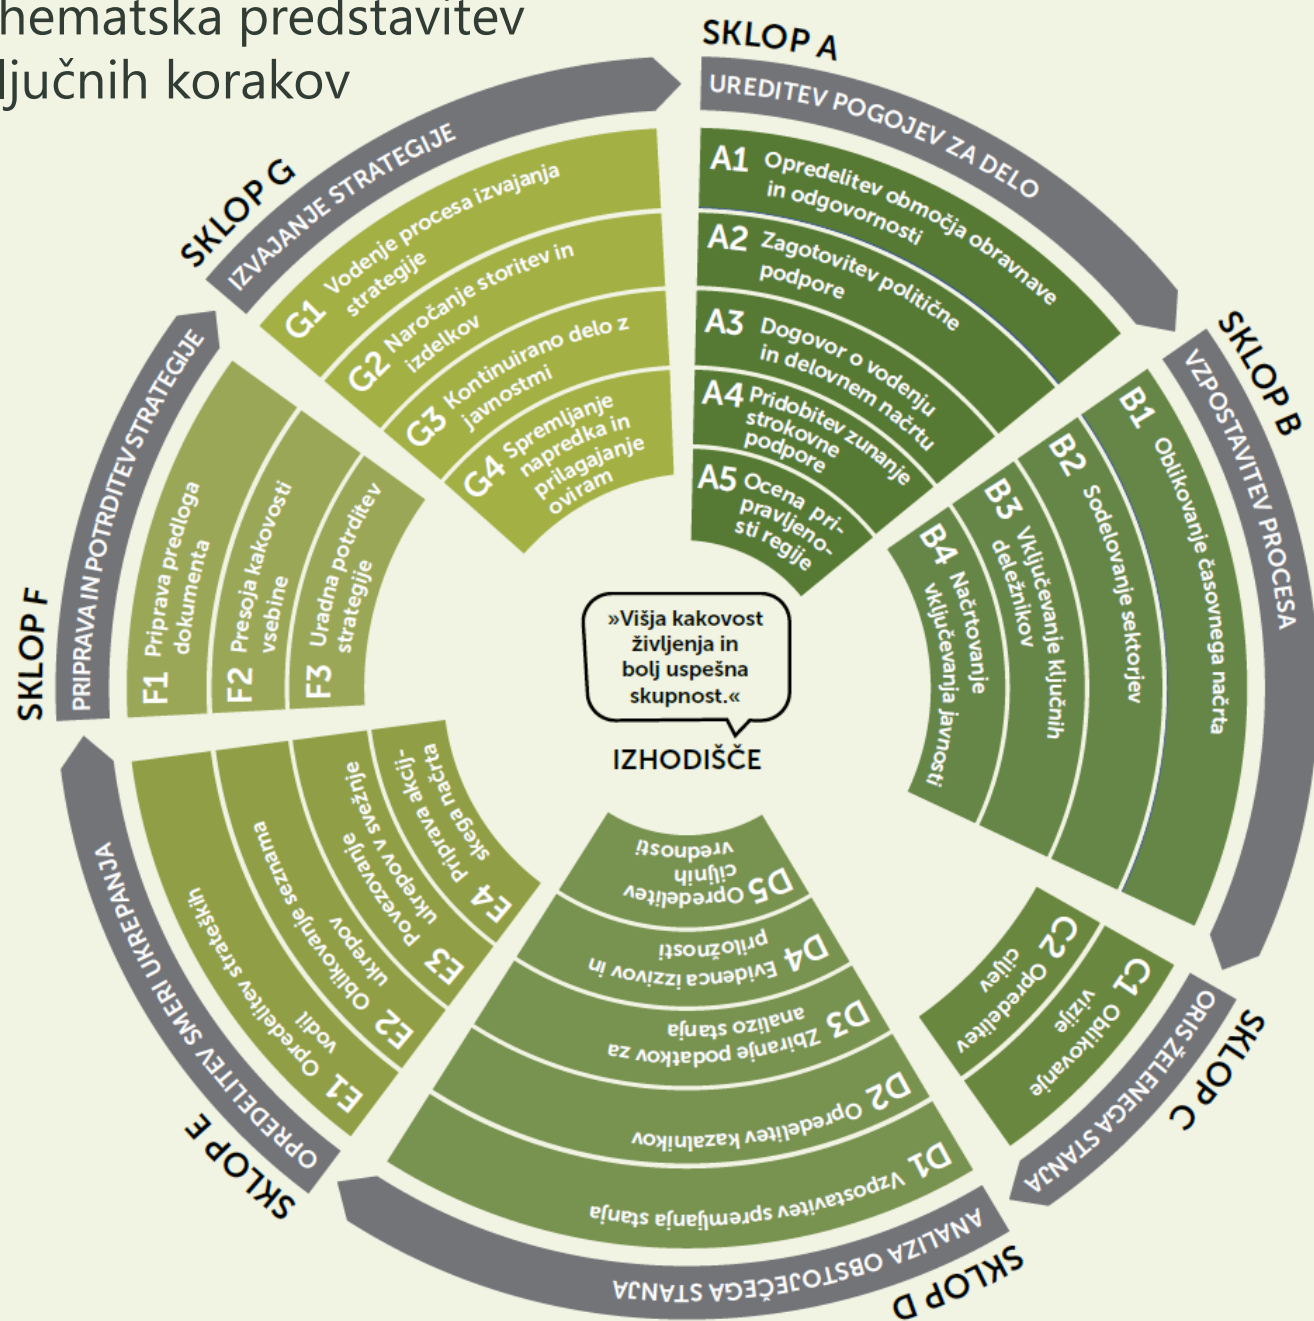 hematska predstavitev
ljučnih korakov
SKLOP A
UREDITEV POGOJEV ZA DELO
A1 Opredelitev območja obravnave
in odgovornosti
A2 Zagotovitev politične
podpore
A3 Dogovor o vodenju
in delovnem načrtu
A4 Pridobitev zunanje
strokovne
podpore
A5 Ocena pri-
pravljeno-
sti regije
SKLOP B
VZPOSTAVITEV PROCESA
B1 Oblikovanje časovnega načrta
B2 Sodelovanje sektorjev
B3 Vključevanje ključnih
deležnikov
B4 Načrtovanje
vključevanja javnosti
SKLOP C
ORIS ŽELENEGA STANJA
C1 Oblikovanje
vizije
C2 Opredelitev
ciljev
SKLOP D
ANALIZA OBSTOJEČEGA STANJA
D1 Vzpostavitev spremljanja stanja
D2 Opredelitev kazalnikov
D3 Zbiranje podatkov za
analizo stanja
D4 Evidenca izzivov in
priložnosti
D5 Opredelitev
ciljnih
vrednosti
SKLOP E
OPREDELITEV SMERI UKREPANJA
E1 Opredelitev strateških
vodil
E2 Oblikovanje seznama
ukrepov
E3 Povezovanje
ukrepov v svežnje
E4 Priprava akcij-
skega načrta
SKLOP F
PRIPRAVA IN POTRDITEV STRATEGIJE
F1 Priprava predloga
dokumenta
F2 Presoja kakovosti
vsebine
F3 Uradna potrditev
strategije
SKLOP G
IZVAJANJE STRATEGIJE
G1 Vodenje procesa izvajanja
strategije
G2 Naročanje storitev in
izdelkov
G3 Kontinuirano delo z
javnostmi
G4 Spremljanje
napredka in
prilagajanje
oviram
»Višja kakovost
življenja in
bolj uspešna
skupnost.«
IZHODIŠČE